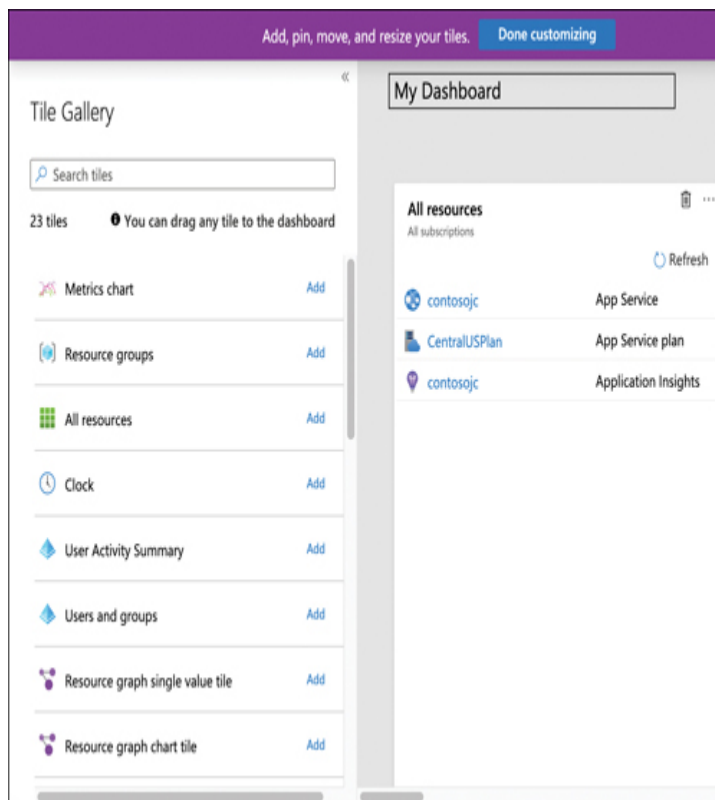 Add, pin, move, and resize your tiles. Done customizing
«
Tile Gallery
Search tiles
23 tiles You can drag any tile to the dashboard
Metrics chart Add
Resource groups Add
All resources Add
Clock Add
User Activity Summary Add
Users and groups Add
Resource graph single value tile Add
Resource graph chart tile Add
My Dashboard
All resources ...
All subscriptions
Refresh
contosojc App Service
CentralUSPlan App Service plan
contosojc Application Insights